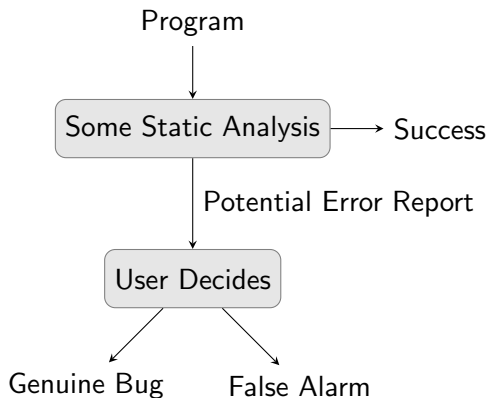 Program
Some Static Analysis
Success
Potential Error Report
User Decides
Genuine Bug
False Alarm